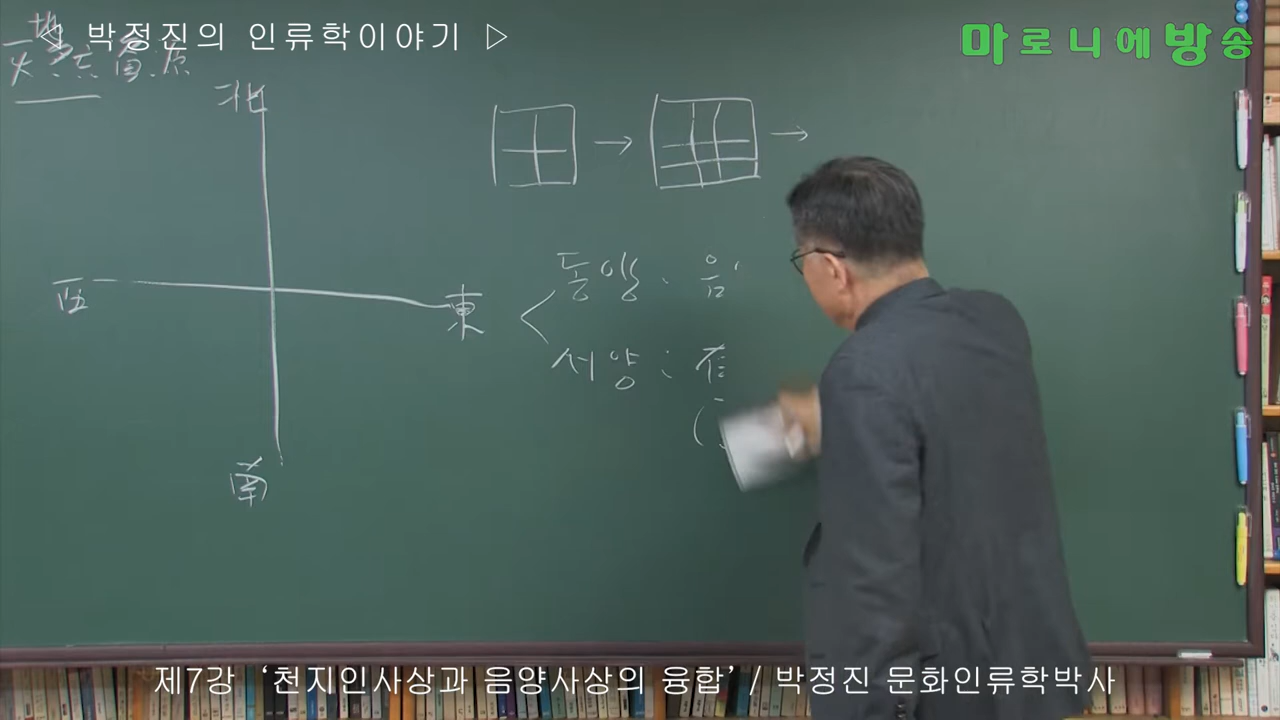 ◁ 박정진의 인류학이야기 ▷
마로니에방송
北
西
東
南
동양 : 음
서양 :
제7강 ‘천지인사상과 음양사상의 융합’ / 박정진 문화인류학박사